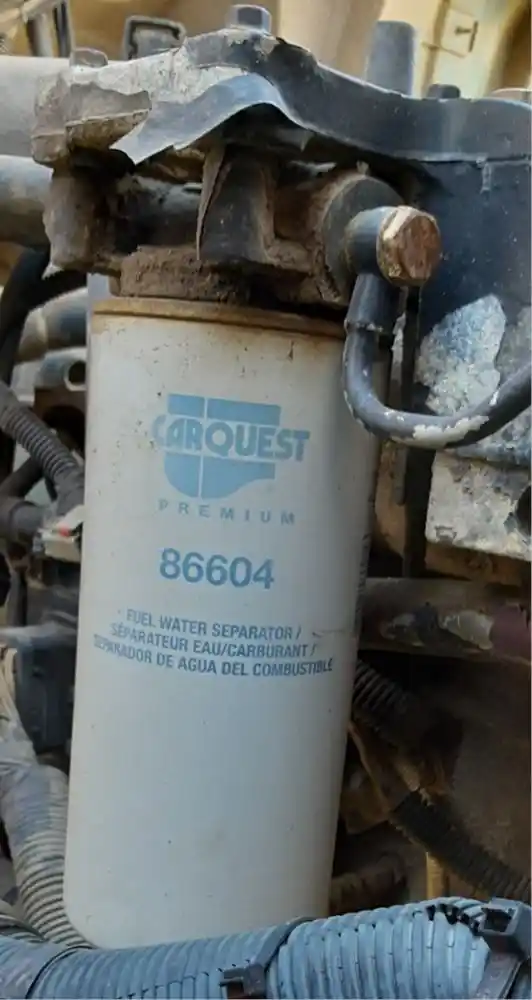 CARQUEST
PREMIUM
86604
FUEL WATER SEPARATOR /
SÉPARATEUR EAU/CARBURANT /
SEPARADOR DE AGUA DEL COMBUSTIBLE